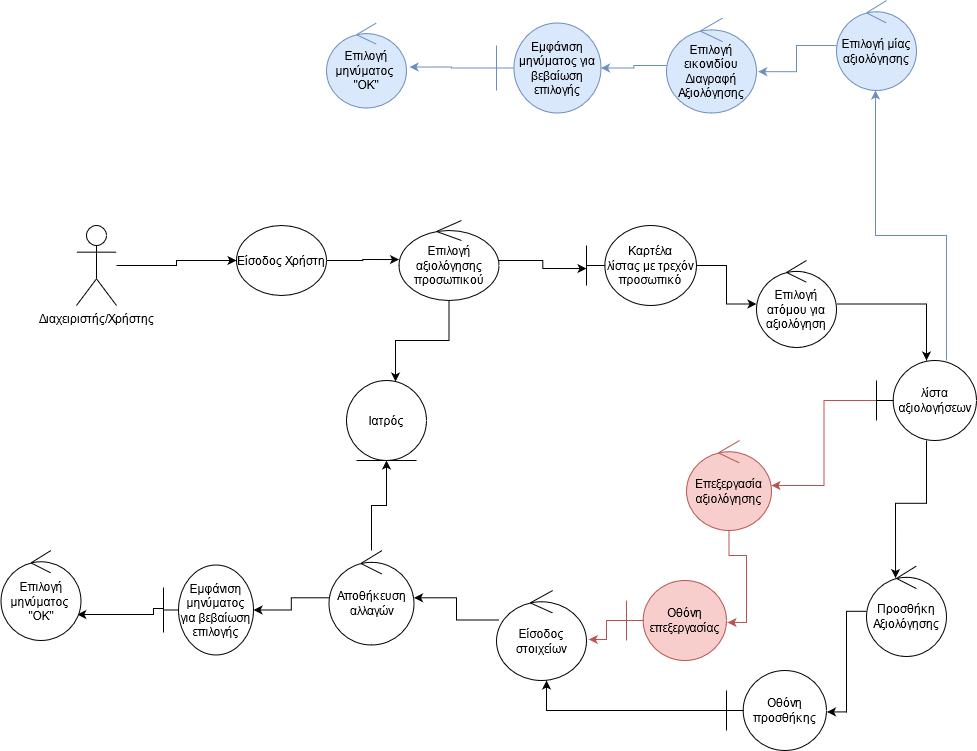 Επιλογή
μηνύματος
"ΟΚ"
Εμφάνιση
μηνύματος για
βεβαίωση
επιλογής
Επιλογή
εικονιδίου
Διαγραφή
Αξιολόγησης
Επιλογή μίας
αξιολόγησης
Διαχειριστής/Χρήστης
Είσοδος Χρήστη
Επιλογή
αξιολόγησης
προσωπικού
Καρτέλα
λίστας με τρεχόν
προσωπικό
Επιλογή
ατόμου για
αξιολόγηση
λίστα
αξιολογήσεων
Ιατρός
Επεξεργασία
αξιολόγησης
Επιλογή
μηνύματος
"ΟΚ"
Εμφάνιση
μηνύματος
για βεβαίωση
επιλογής
Αποθήκευση
αλλαγών
Είσοδος
στοιχείων
Οθόνη
επεξεργασίας
Προσθήκη
Αξιολόγησης
Οθόνη
προσθήκης